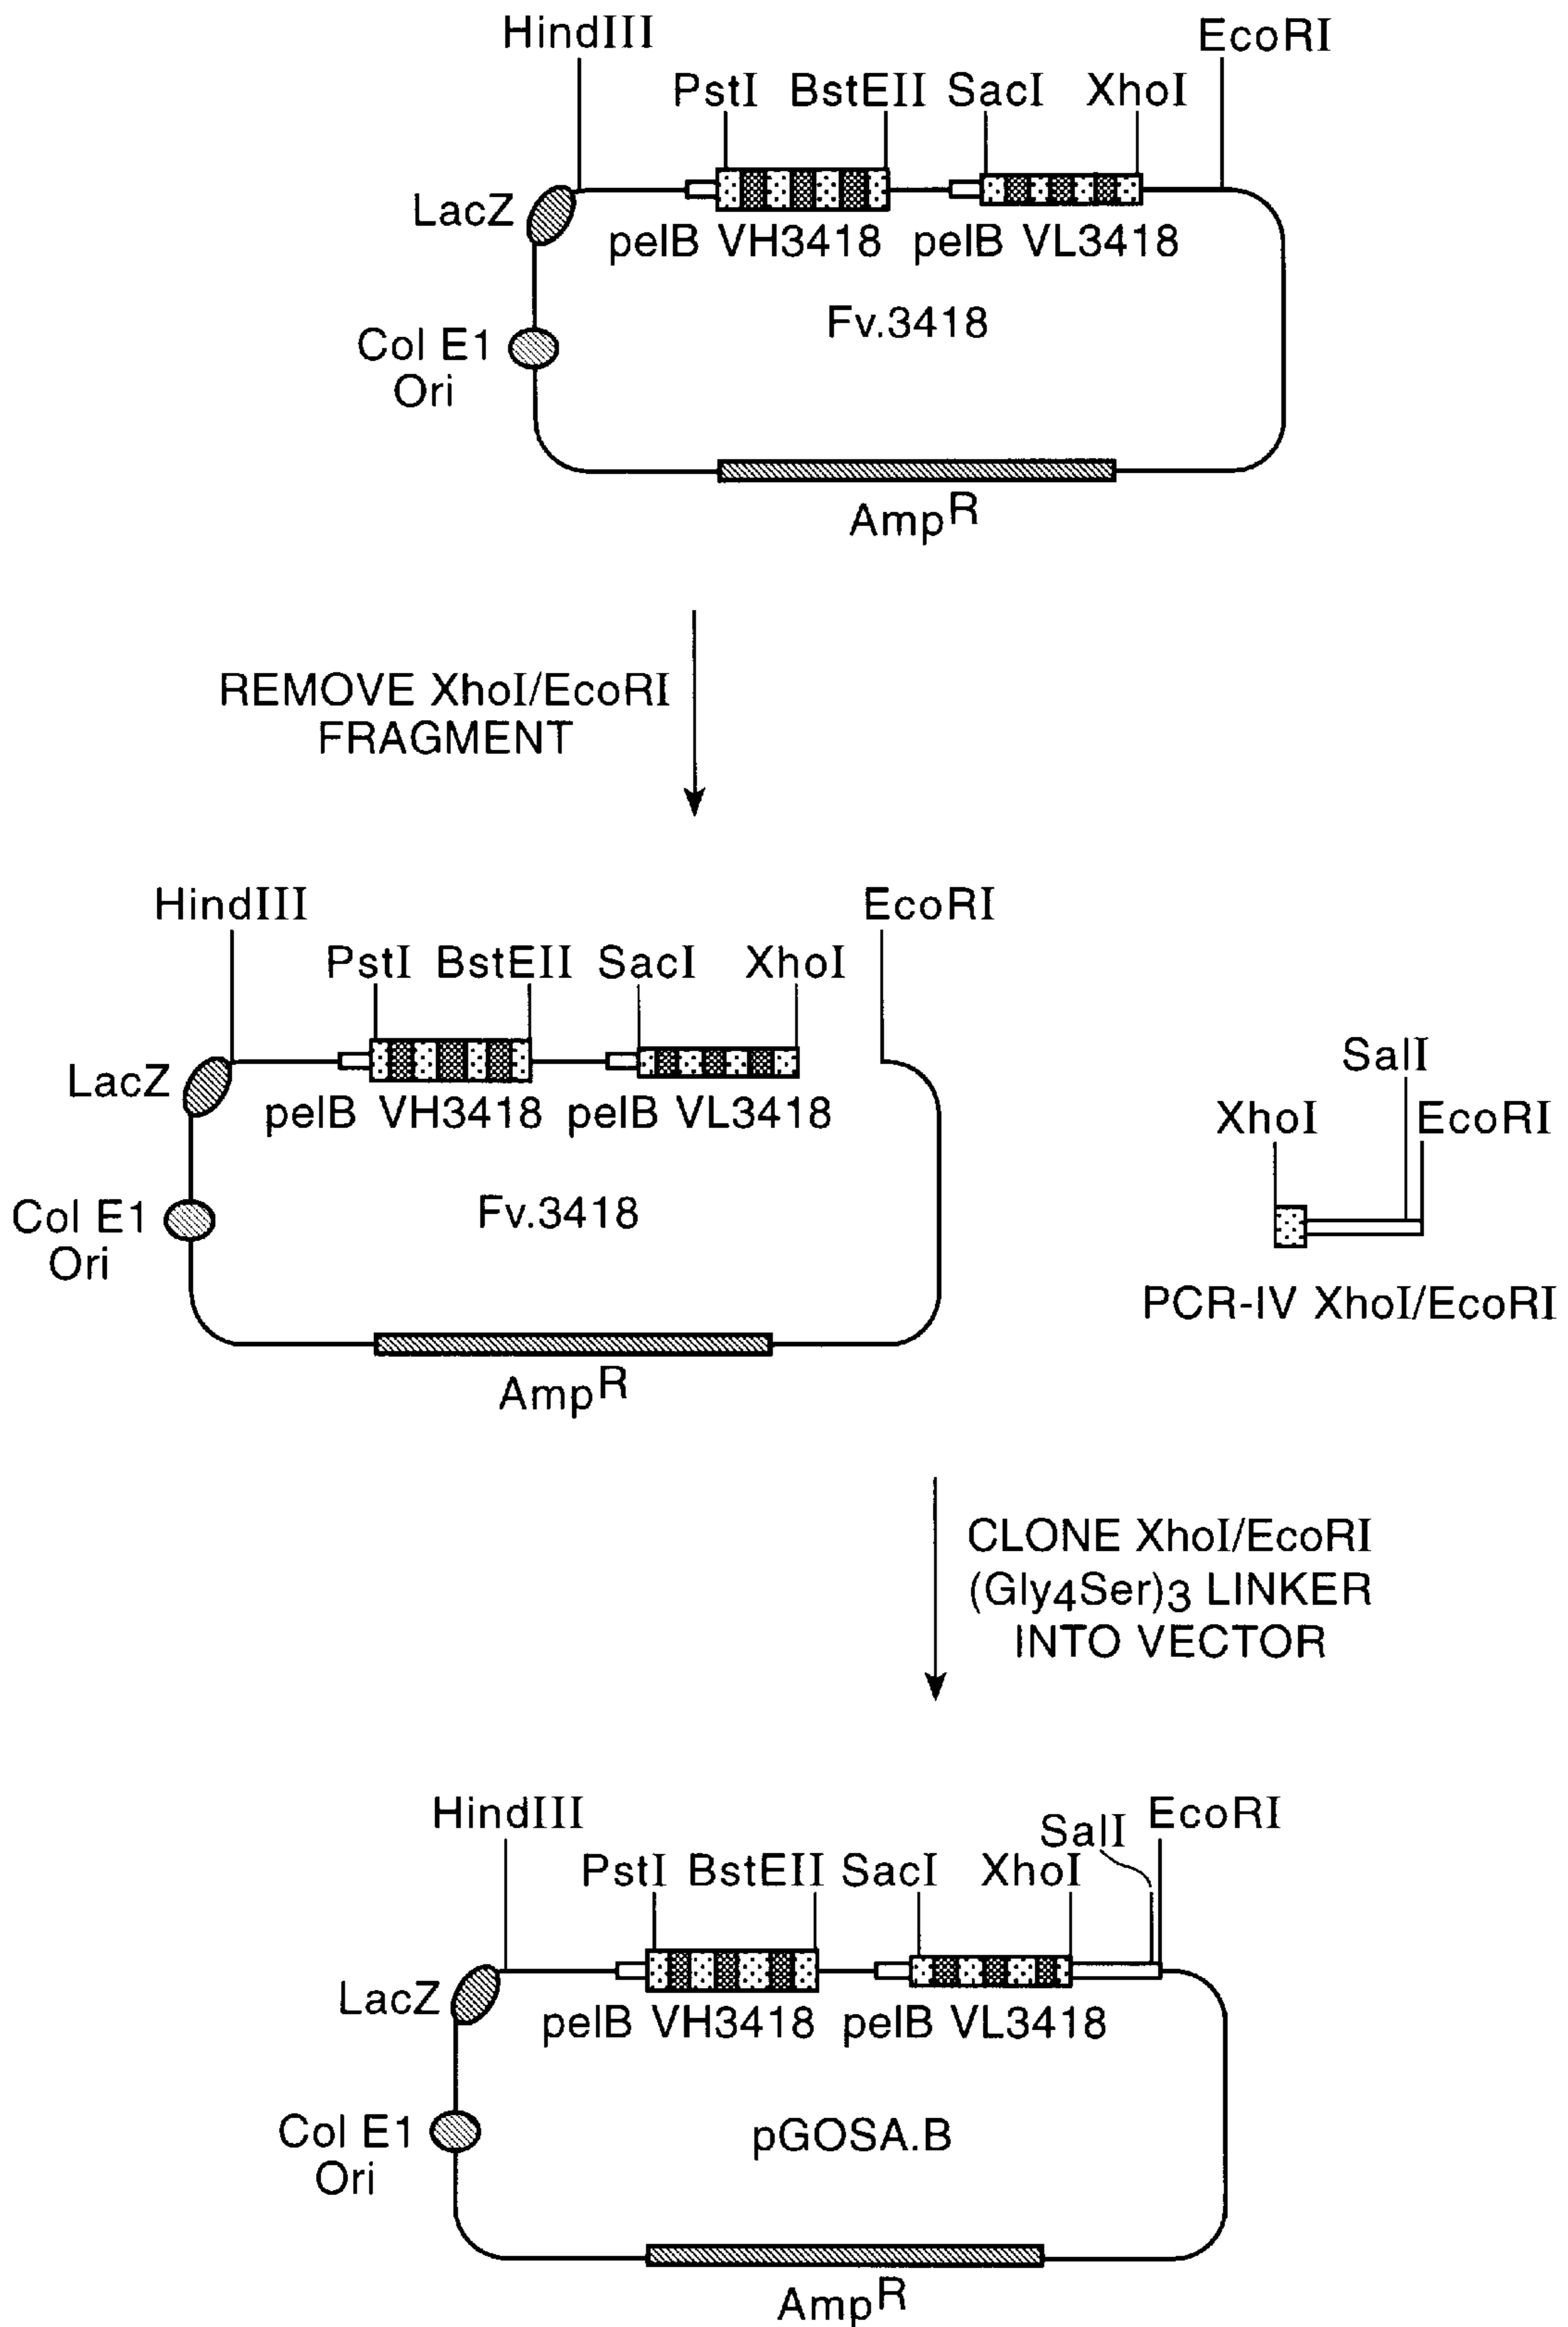 HindIII
EcoRI
PstI BstEII SacI XhoI
LacZ
pelB VH3418 pelB VL3418
Fv.3418
Col E1
Ori
AmpR
REMOVE XhoI/EcoRI
FRAGMENT
HindIII
EcoRI
PstI BstEII SacI XhoI
LacZ
pelB VH3418 pelB VL3418
Fv.3418
Col E1
Ori
AmpR
SalI
XhoI
EcoRI
PCR-IV XhoI/EcoRI
CLONE XhoI/EcoRI
(Gly4Ser)3 LINKER
INTO VECTOR
HindIII
SalI
EcoRI
PstI BstEII SacI XhoI
LacZ
pelB VH3418 pelB VL3418
pGOSA.B
Col E1
Ori
AmpR